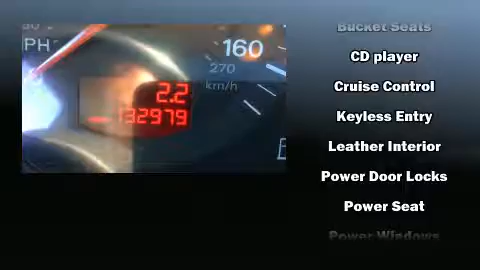 Bucket Seats
CD player
Cruise Control
Keyless Entry
Leather Interior
Power Door Locks
Power Seat
Power Windows
PH
160
270
km/h
2.2
132979